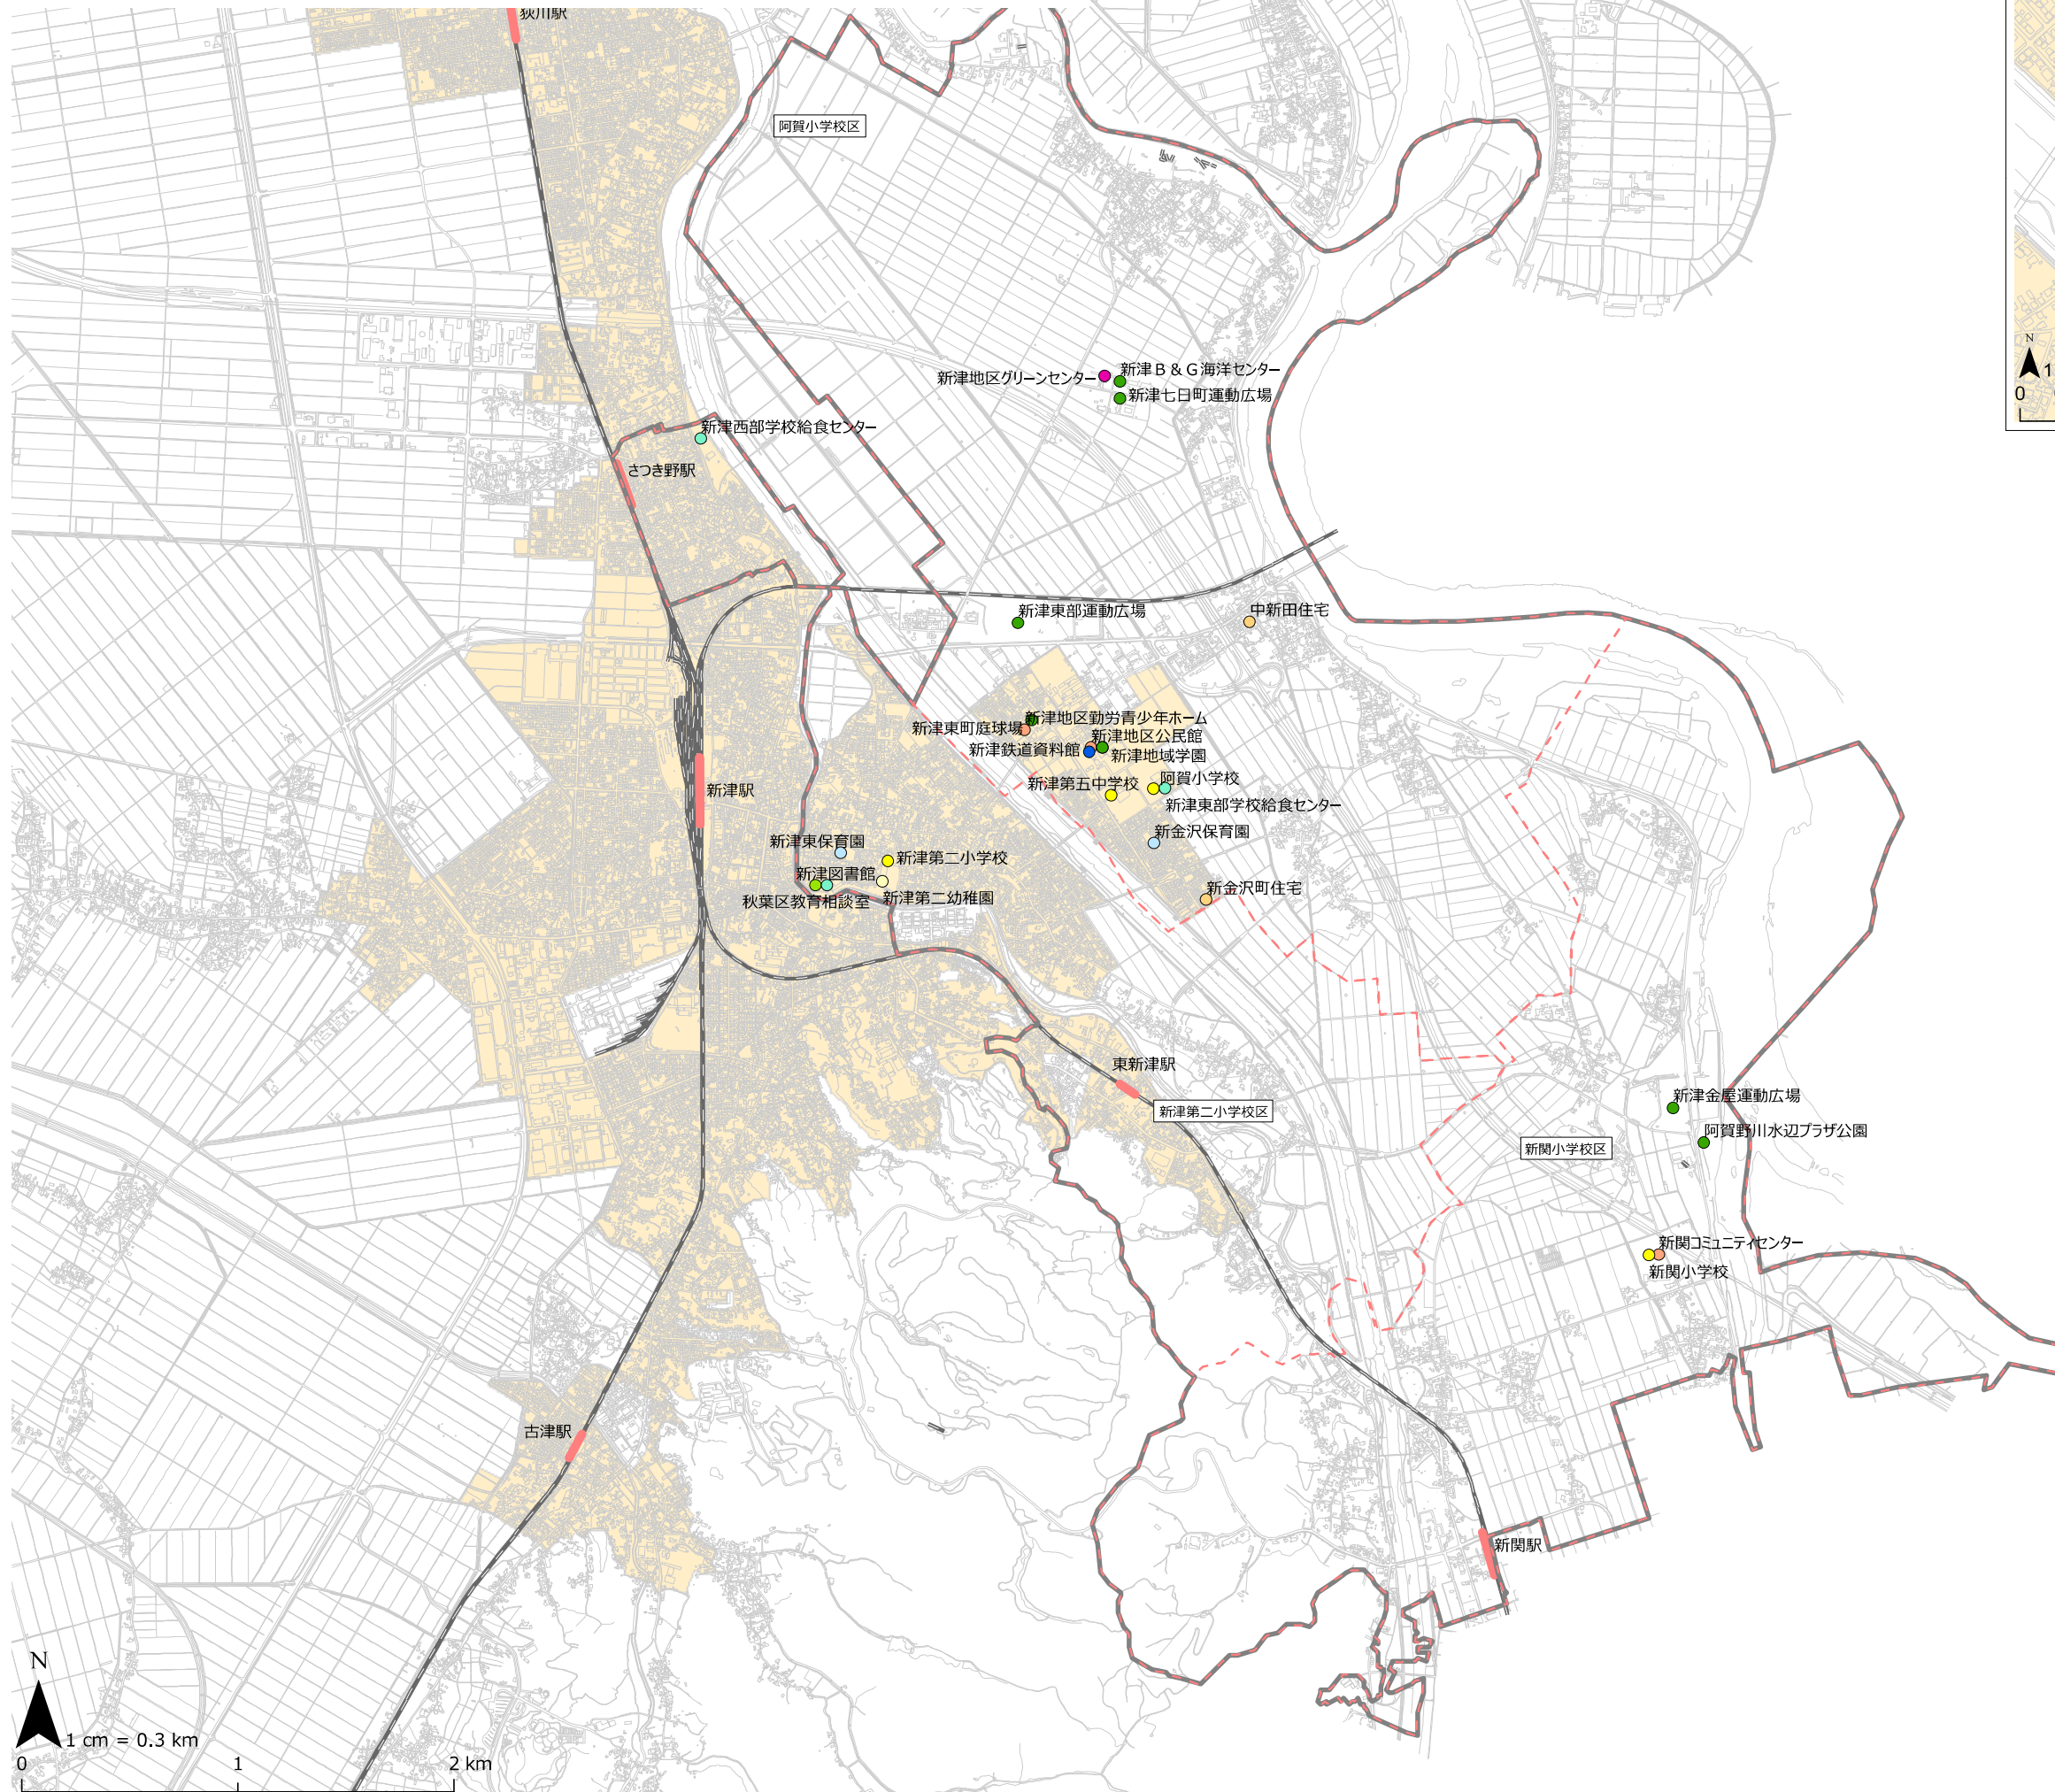 荻川駅
阿賀小学校区
新津Ｂ＆Ｇ海洋センター
新津地区グリーンセンター
新津七日町運動広場
新津西部学校給食センター
さつき野駅
新津東部運動広場
中新田住宅
新津地区勤労青少年ホーム
新津東町庭球場
新津地区公民館
新津鉄道資料館
新津地域学園
阿賀小学校
新津第五中学校
新津駅
新津東部学校給食センター
新金沢保育園
新津東保育園
新津第二小学校
新津図書館
新金沢町住宅
秋葉区教育相談室
新津第二幼稚園
東新津駅
新津第二小学校区
新津金屋運動広場
阿賀野川水辺プラザ公園
新関小学校区
新関コミュニティセンター
新関小学校
古津駅
新関駅
N
1 cm = 0.3 km
0 1 2 km
N
1
0